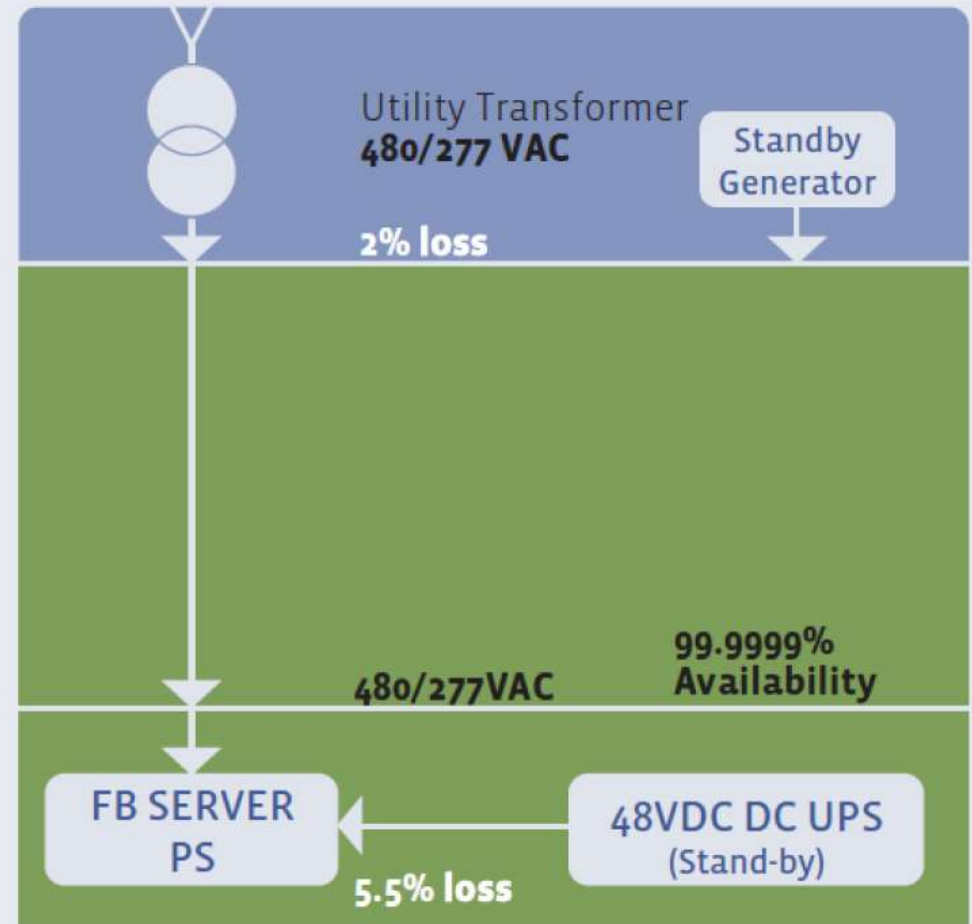 Utility Transformer
480/277 VAC
Standby
Generator
2% loss
99.9999%
Availability
480/277VAC
FB SERVER
PS
48VDC DC UPS
(Stand-by)
5.5% loss